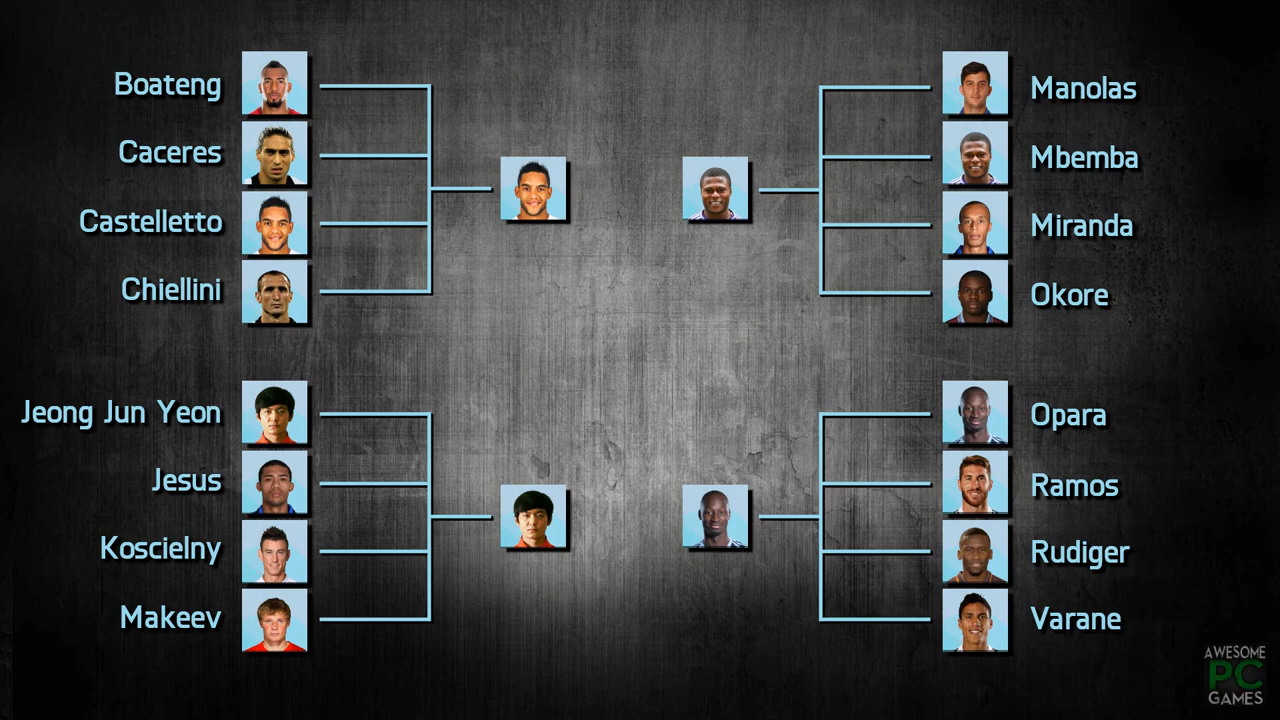 Boateng
Caceres
Castelletto
Chiellini
Jeong Jun Yeon
Jesus
Koscielny
Makeev
Manolas
Mbemba
Miranda
Okore
Opara
Ramos
Rudiger
Varane
AWESOME
PC
GAMES